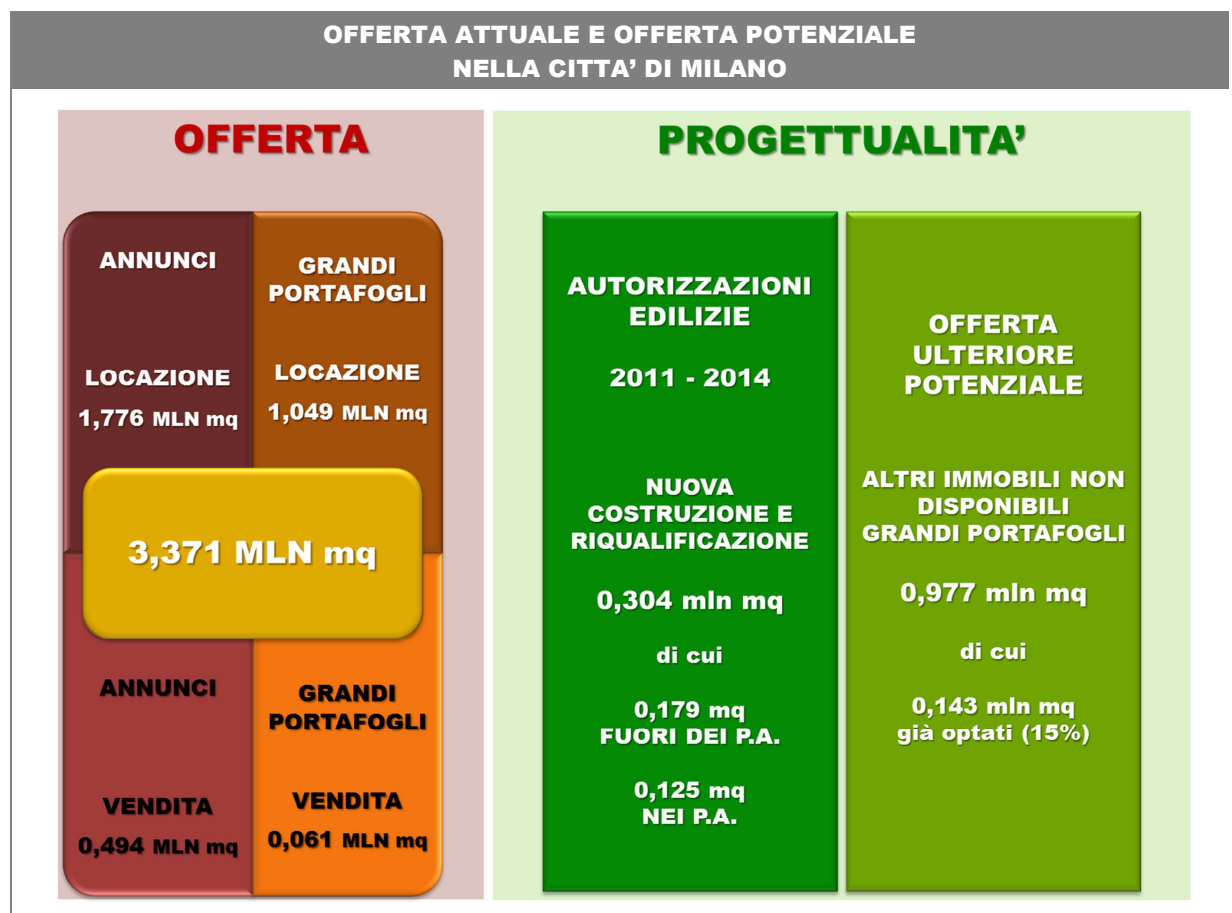 OFFERTA ATTUALE E OFFERTA POTENZIALE
NELLA CITTA’ DI MILANO
OFFERTA
ANNUNCI
LOCAZIONE
1,776 MLN mq
GRANDI
PORTAFOGLI
LOCAZIONE
1,049 MLN mq
3,371 MLN mq
ANNUNCI
VENDITA
0,494 MLN mq
GRANDI
PORTAFOGLI
VENDITA
0,061 MLN mq
PROGETTUALITA’
AUTORIZZAZIONI
EDILIZIE
2011 - 2014
NUOVA
COSTRUZIONE E
RIQUALIFICAZIONE
0,304 mln mq
di cui
0,179 mq
FUORI DEI P.A.
0,125 mq
NEI P.A.
OFFERTA
ULTERIORE
POTENZIALE
ALTRI IMMOBILI NON
DISPONIBILI
GRANDI PORTAFOGLI
0,977 mln mq
di cui
0,143 mln mq
già optati (15%)